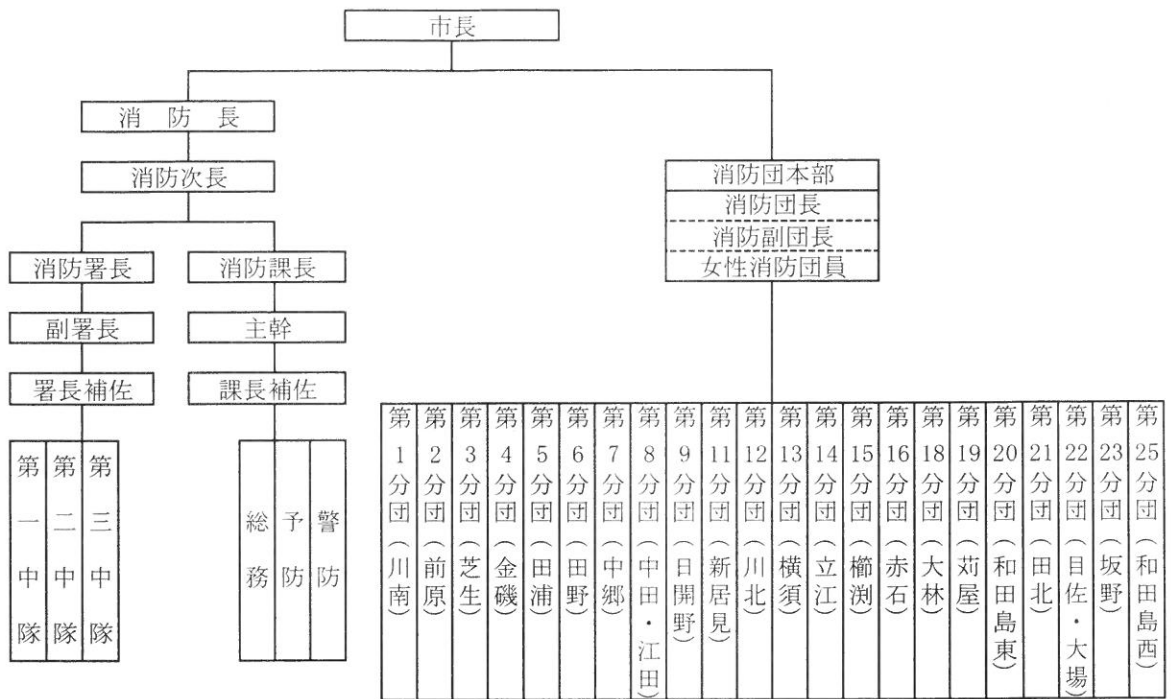 市長
消防長
消防次長
消防署長
副署長
署長補佐
第一中隊
第二中隊
第三中隊
消防課長
主幹
課長補佐
総務
予防
警防
消防団本部
消防団長
消防副団長
女性消防団員
第1分団(川南)
第2分団(前原)
第3分団(芝生)
第4分団(金磯)
第5分団(田浦)
第6分団(田野)
第7分団(中郷)
第8分団(中田・江田)
第9分団(日開野)
第11分団(新居見)
第12分団(川北)
第13分団(横須)
第14分団(立江)
第15分団(櫛渕)
第16分団(赤石)
第18分団(大林)
第19分団(苅屋)
第20分団(和田島東)
第21分団(田北)
第22分団(目佐・大場)
第23分団(坂野)
第25分団(和田島西)